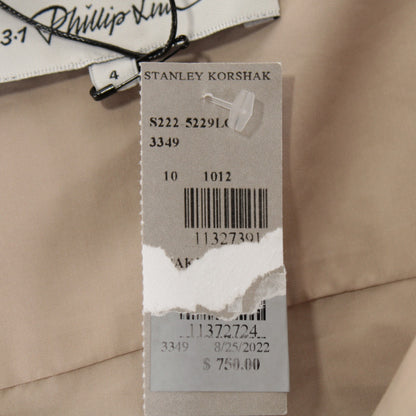 3.1 Phillip Lim
4
STANLEY KORSHAK
S222 5229LC
3349
10 1012
11327391
11372724
3349 8/25/2022
$ 750.00